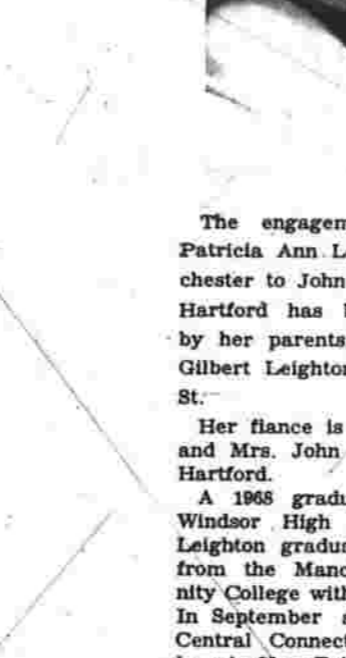 The engagem
Patricia Ann L
chester to John
Hartford has
by her parents
Gilbert Leighton
St.
Her fiance is
and Mrs. John
Hartford.
A 1968 gradu
Windsor High
Leighton gradu
from the Manc
nity College with
In September
Central Connect